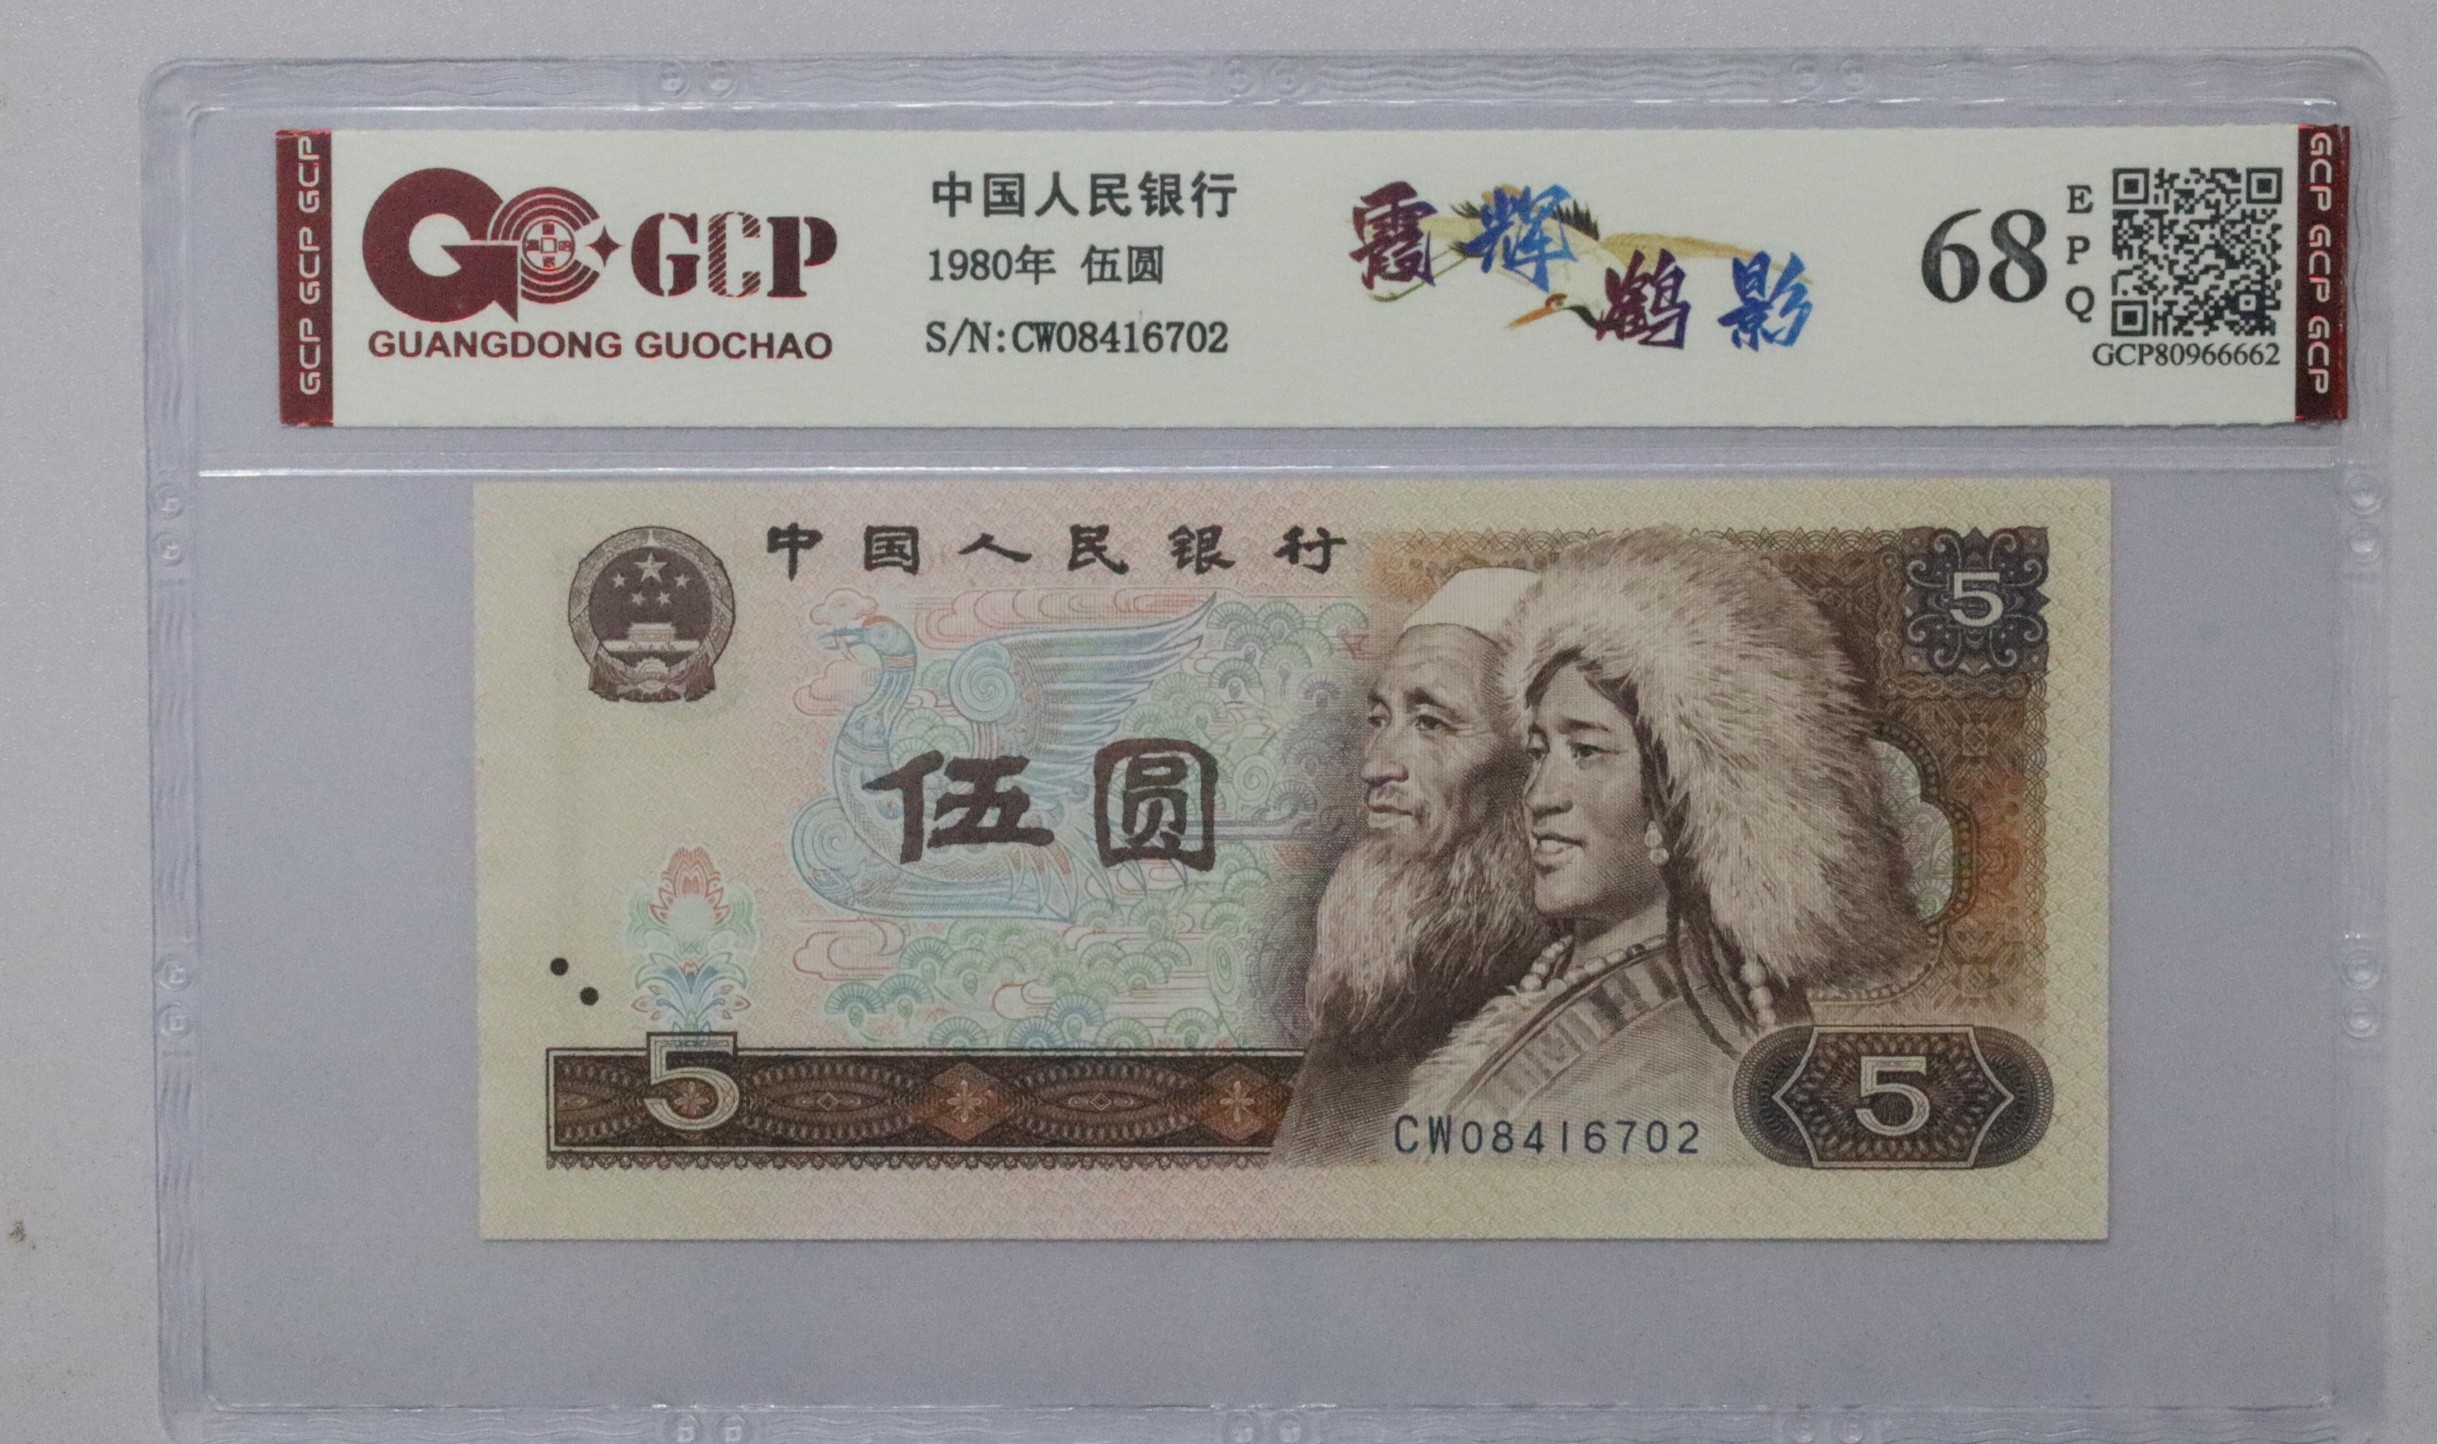 GCP GCP GCP
GCP
GUANGDONG GUOCHAO
中国人民银行
1980年 伍圆
S/N:CW08416702
霞辉
鹤影
68
EPQ
GCP80966662
GCP GCP GCP
中国人民银行
5
伍圆
5
CW08416702
5